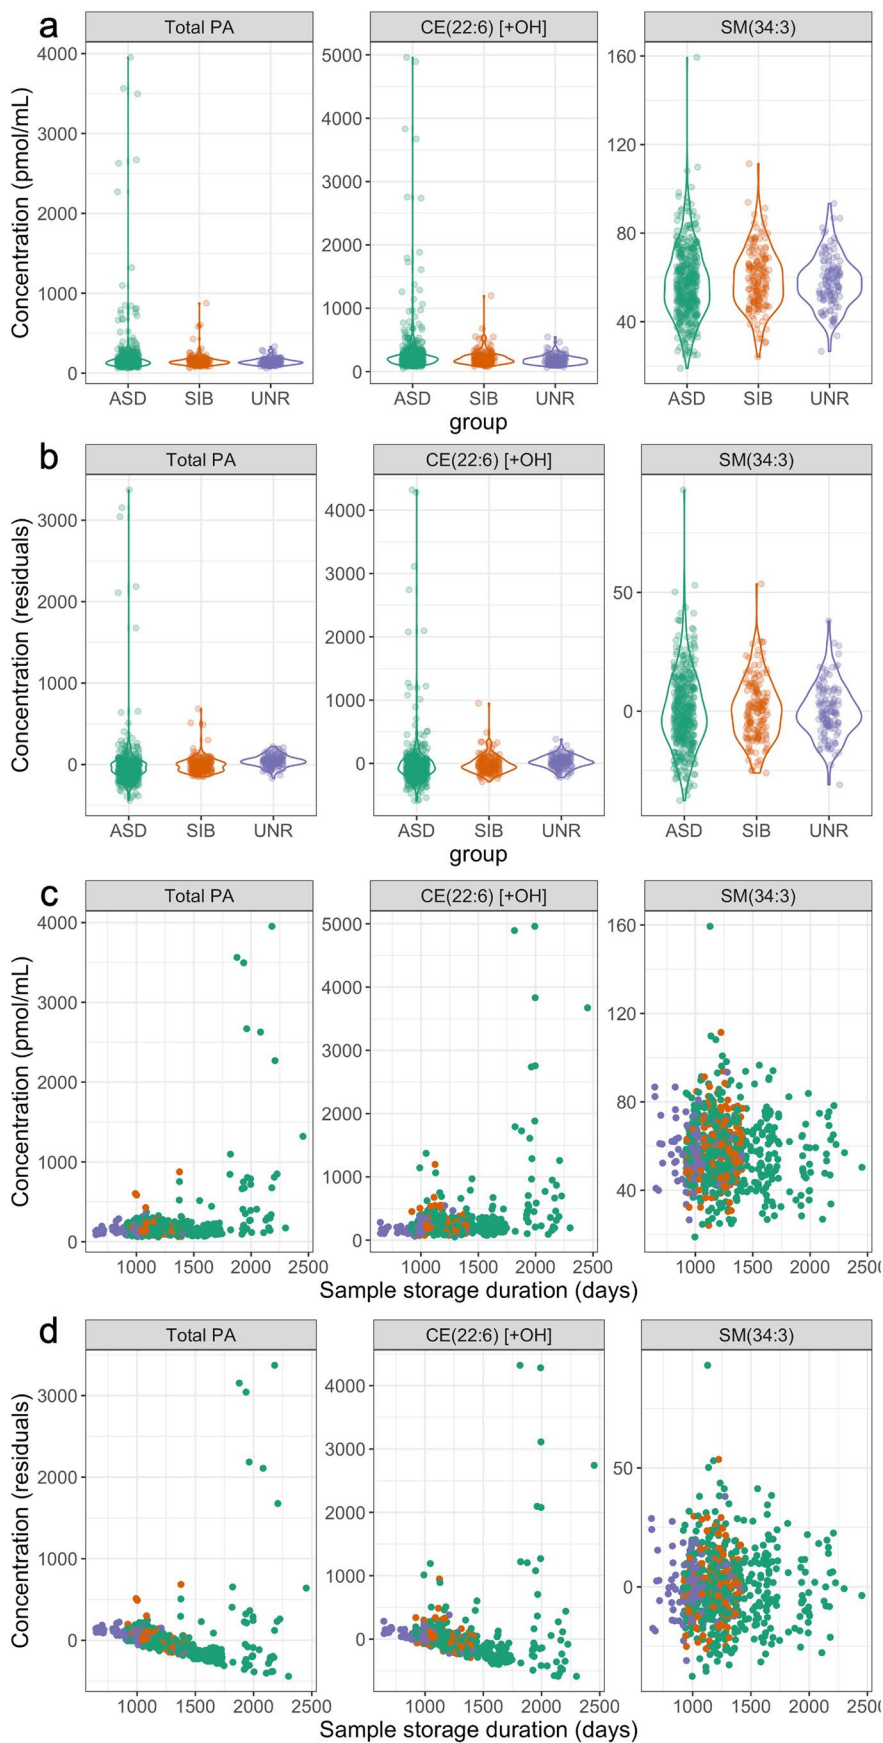 a
Total PA CE(22:6) [+OH] SM(34:3)
Concentration (pmol/mL)
4000
3000
2000
1000
0
5000
4000
3000
2000
1000
0
160
120
80
40
ASD SIB UNR ASD SIB UNR ASD SIB UNR
group
b
Total PA CE(22:6) [+OH] SM(34:3)
Concentration (residuals)
3000
2000
1000
0
4000
3000
2000
1000
0
50
0
ASD SIB UNR ASD SIB UNR ASD SIB UNR
group
c
Total PA CE(22:6) [+OH] SM(34:3)
Concentration (pmol/mL)
4000
3000
2000
1000
0
5000
4000
3000
2000
1000
0
160
120
80
40
1000 1500 2000 2500 1000 1500 2000 2500 1000 1500 2000 2500
Sample storage duration (days)
d
Total PA CE(22:6) [+OH] SM(34:3)
Concentration (residuals)
3000
2000
1000
0
4000
3000
2000
1000
0
50
0
1000 1500 2000 2500 1000 1500 2000 2500 1000 1500 2000 2500
Sample storage duration (days)